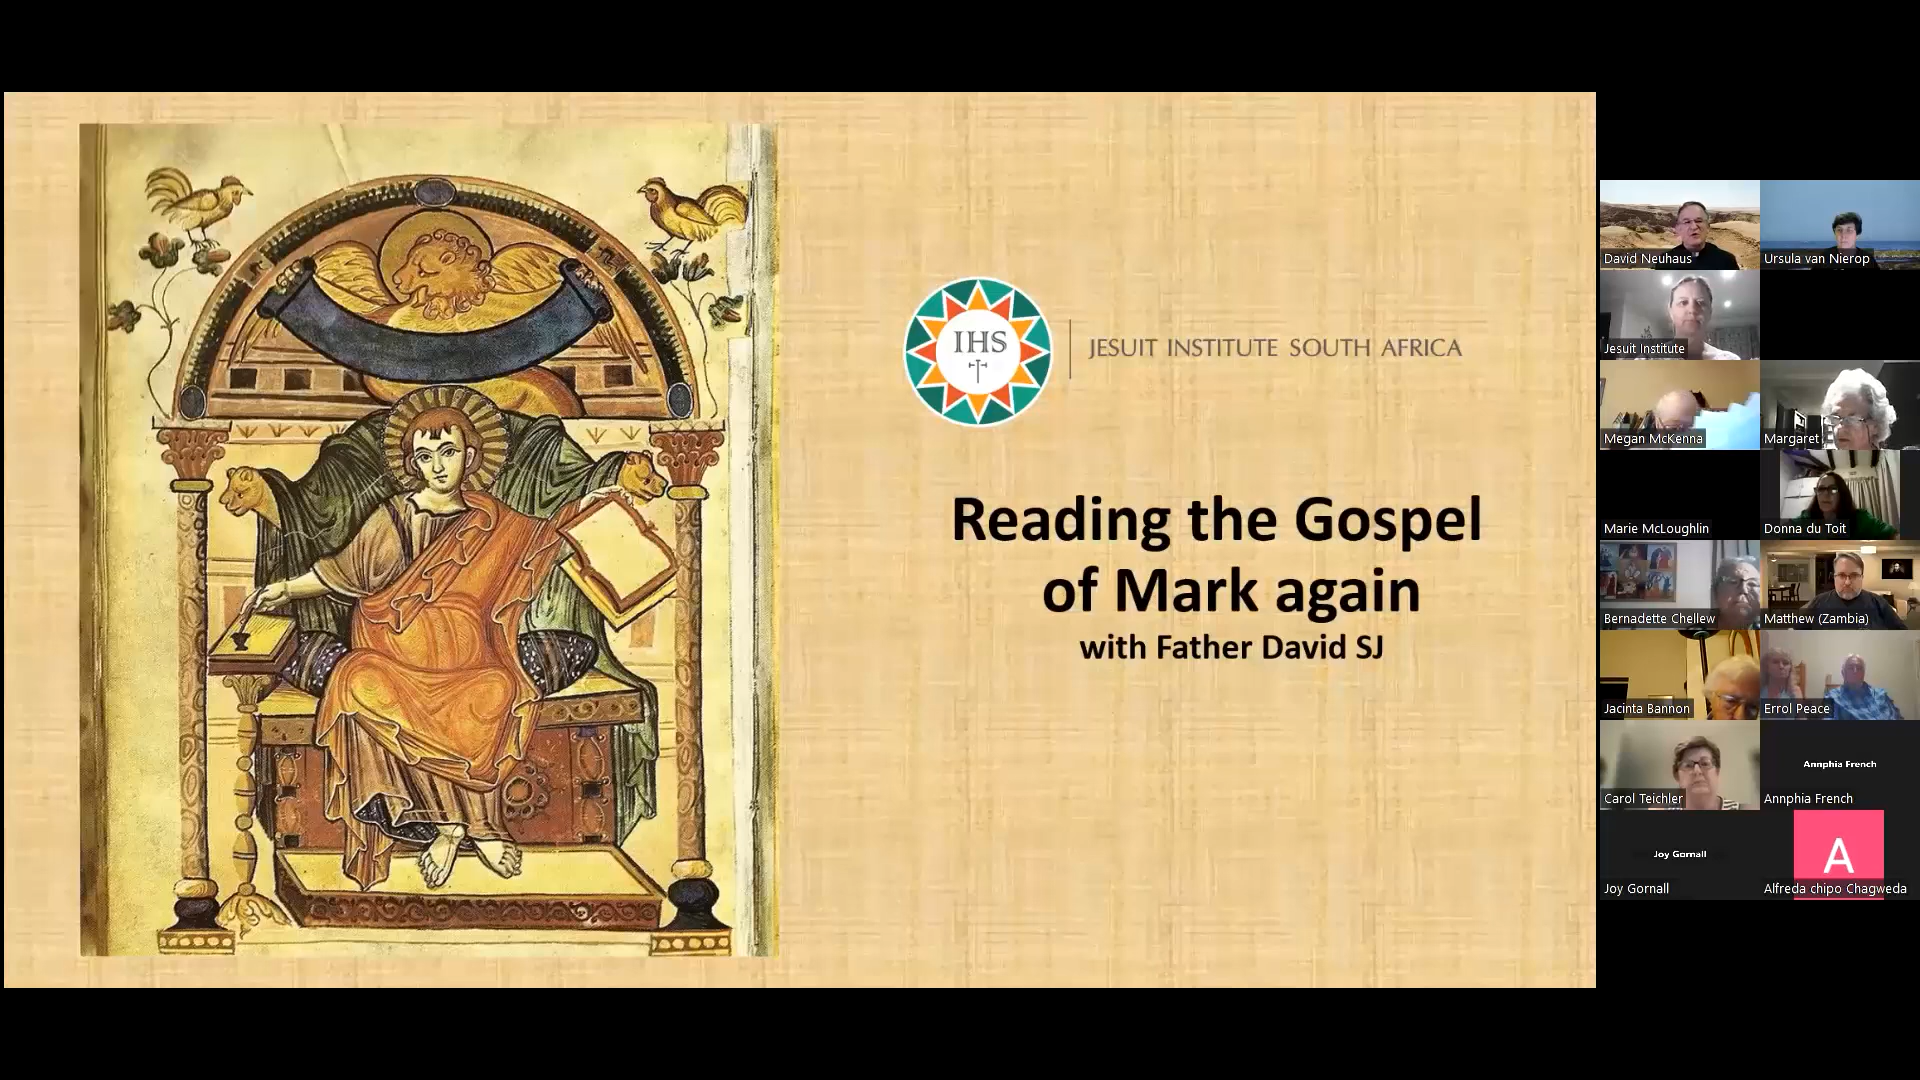 IHS
JESUIT INSTITUTE SOUTH AFRICA
Reading the Gospel
of Mark again
with Father David SJ
David Neuhaus
Ursula van Nierop
Jesuit Institute
Megan McKenna
Margaret
Marie McLoughlin
Donna du Toit
Bernadette Chellew
Matthew (Zambia)
Jacinta Bannon
Errol Peace
Carol Teichler
Annphia French
Annphia French
Joy Gornall
Joy Gornall
A
Alfreda chipo Chagweda